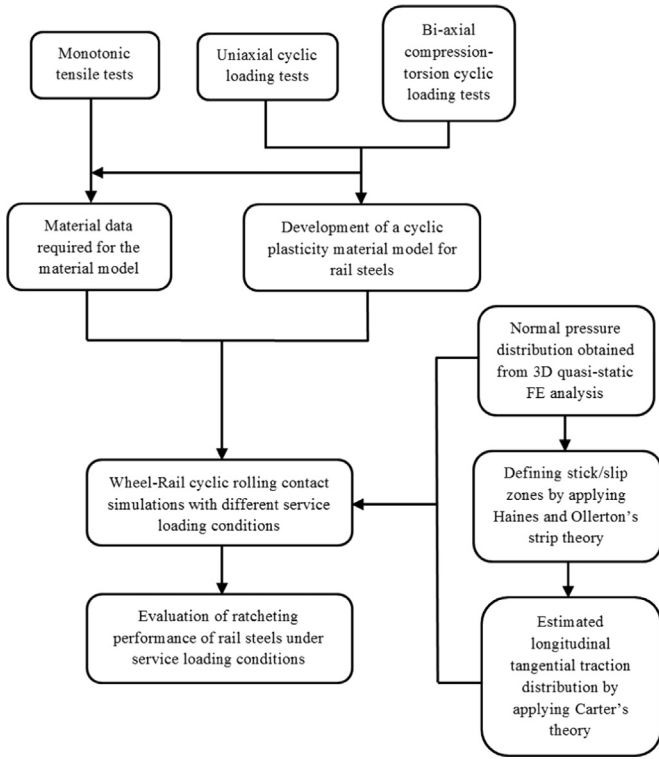 Monotonic
tensile tests
Uniaxial cyclic
loading tests
Bi-axial
compression-
torsion cyclic
loading tests
Material data
required for the
material model
Development of a cyclic
plasticity material model for
rail steels
Normal pressure
distribution obtained
from 3D quasi-static
FE analysis
Wheel-Rail cyclic rolling contact
simulations with different service
loading conditions
Defining stick/slip
zones by applying
Haines and Ollerton's
strip theory
Evaluation of ratcheting
performance of rail steels under
service loading conditions
Estimated
longitudinal
tangential traction
distribution by
applying Carter's
theory